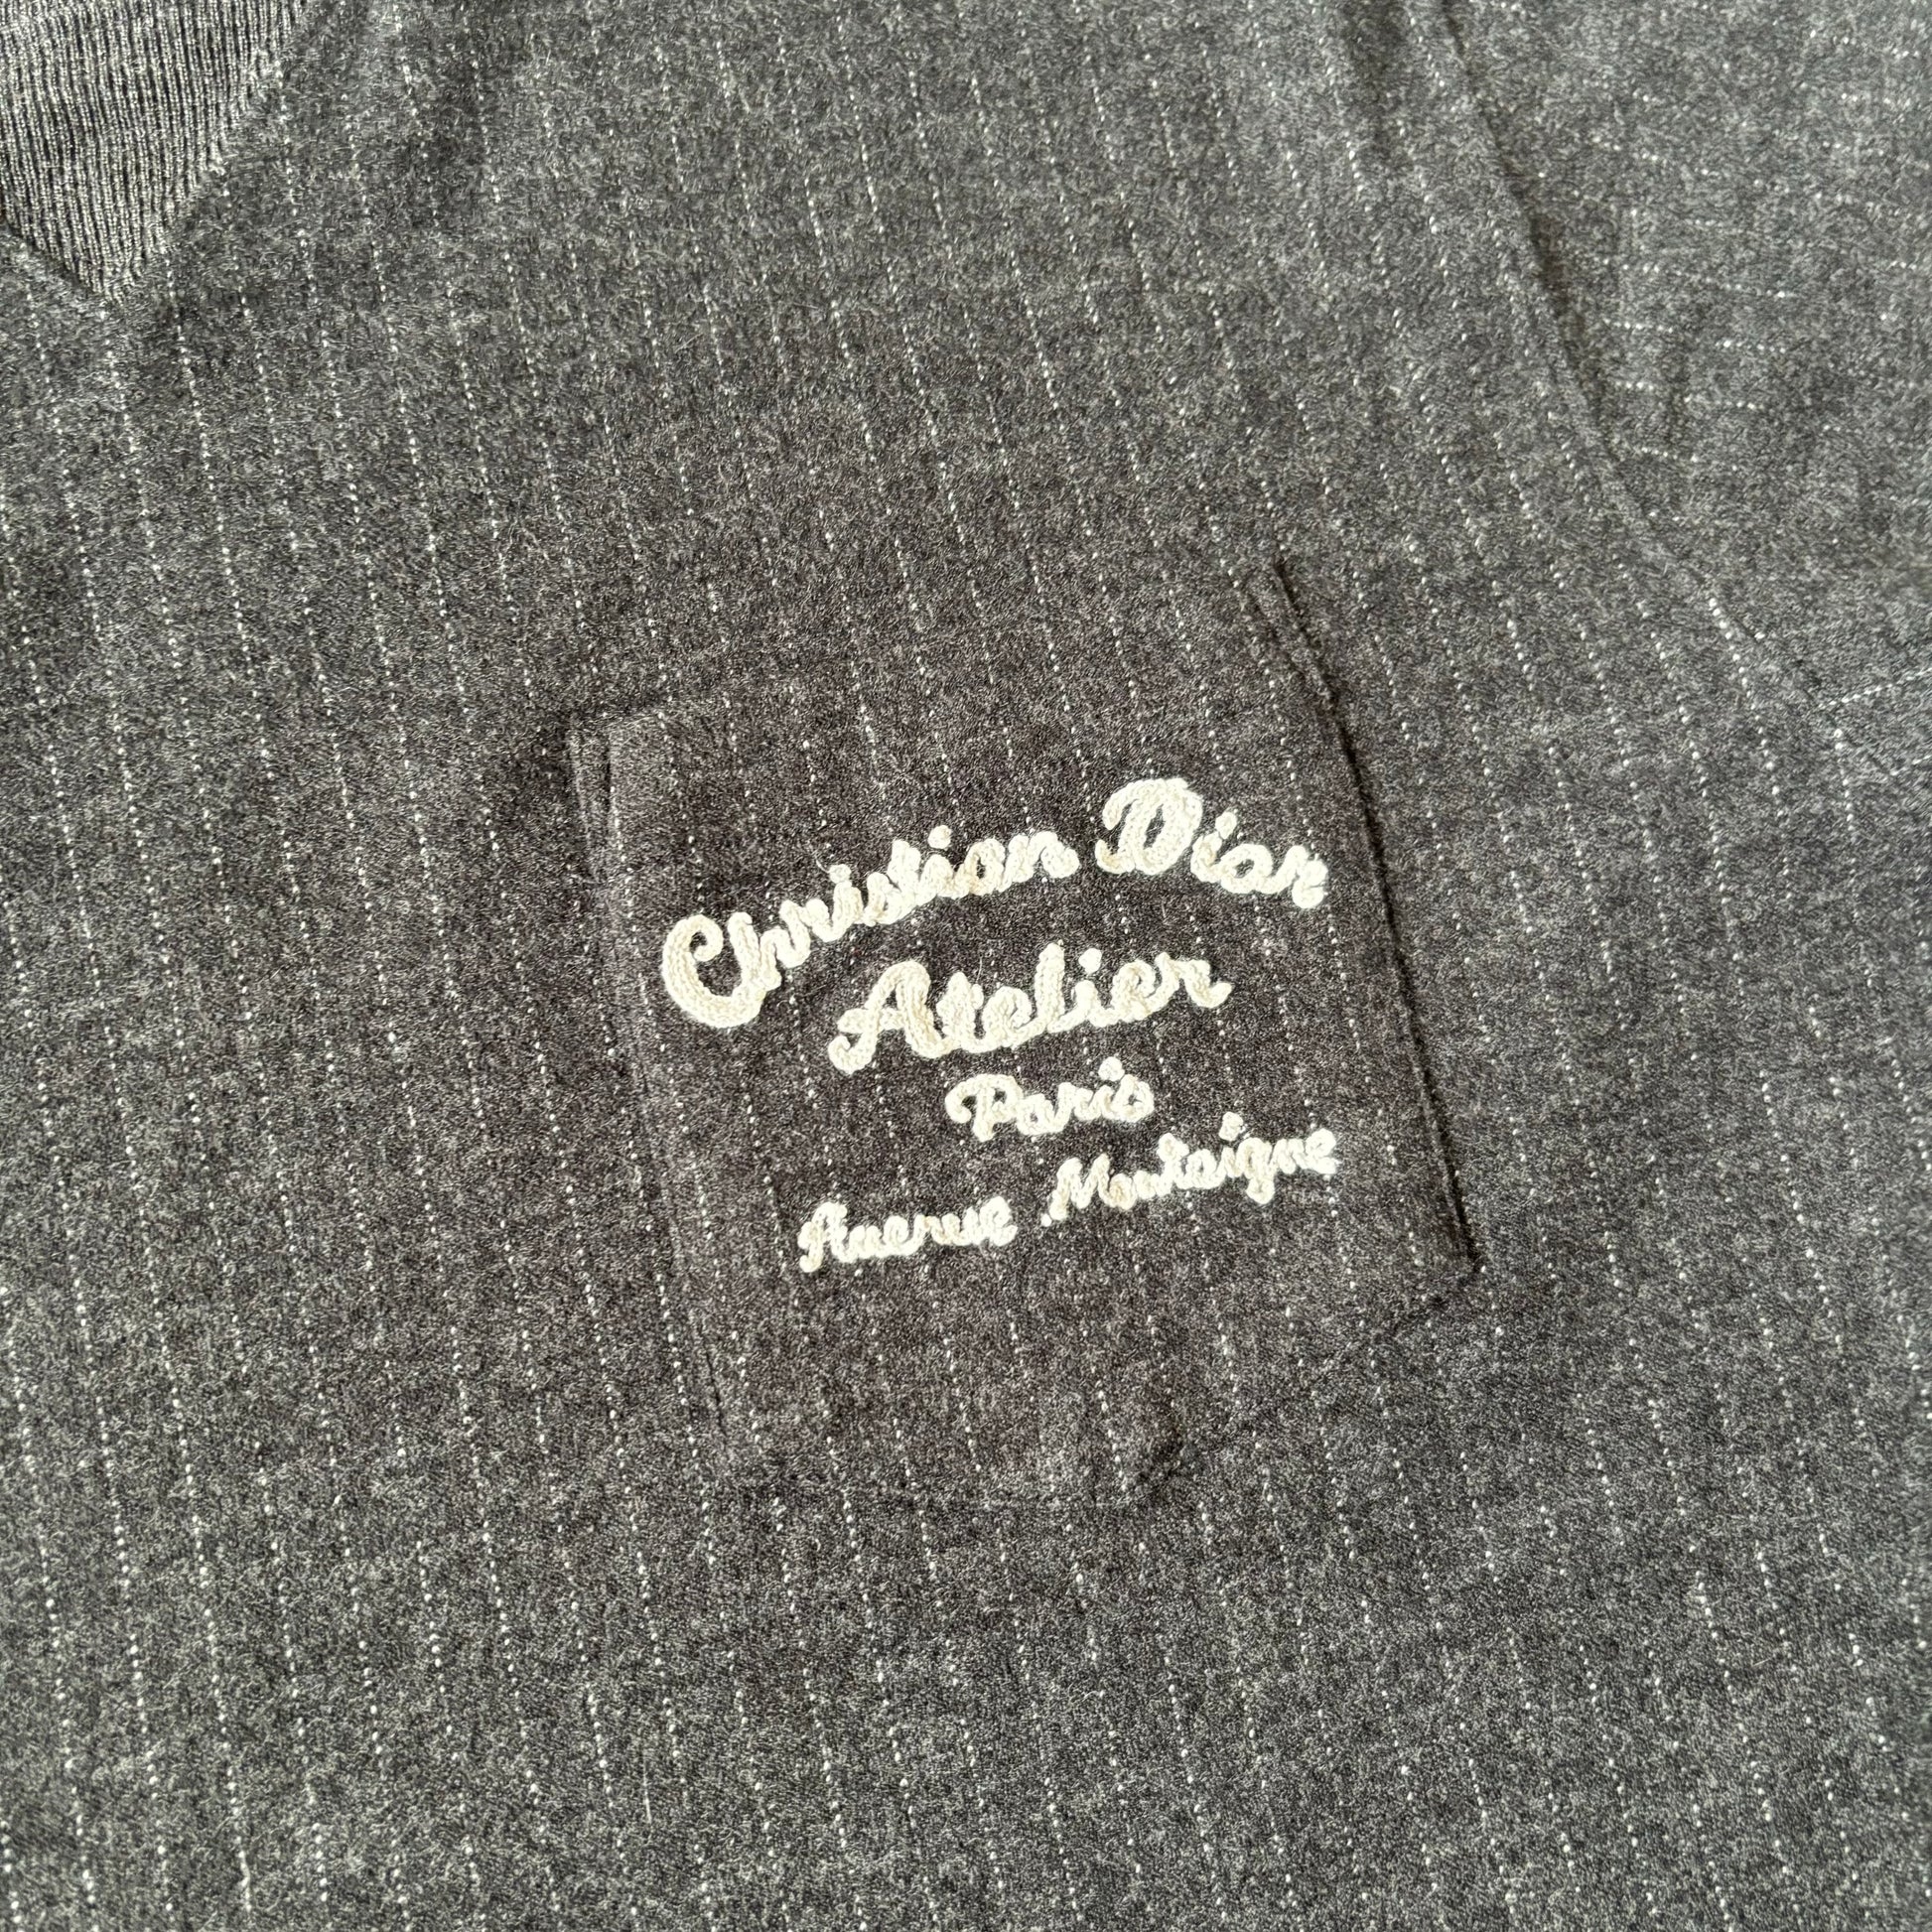 Christian Dior
Atelier
Paris
Avenue Montaigne